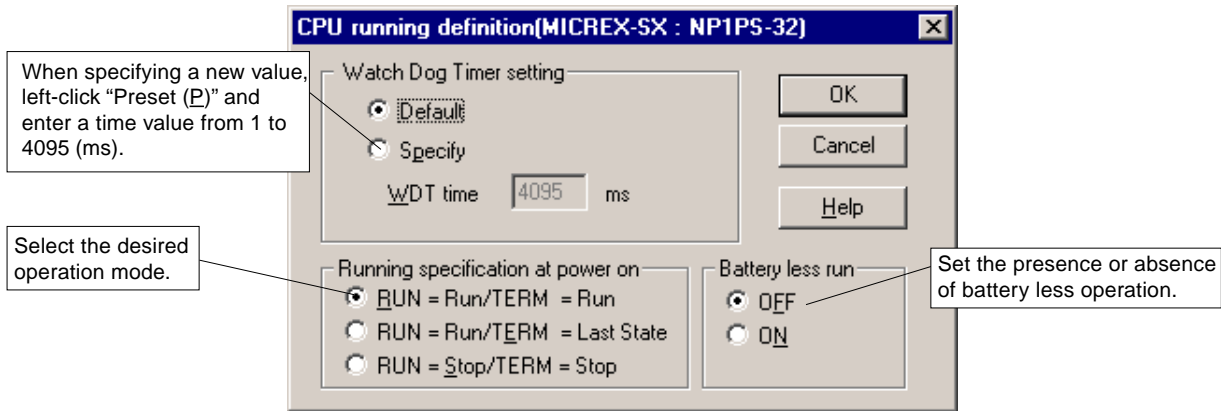 CPU running definition(MICREX-SX : NP1PS-32)
When specifying a new value,
left-click “Preset (P)” and
enter a time value from 1 to
4095 (ms).
Watch Dog Timer setting
Default
Specify
WDT time 4095 ms
OK
Cancel
Help
Select the desired
operation mode.
Running specification at power on
RUN = Run/TERM = Run
RUN = Run/TERM = Last State
RUN = Stop/TERM = Stop
Battery less run
OFF
ON
Set the presence or absence
of battery less operation.